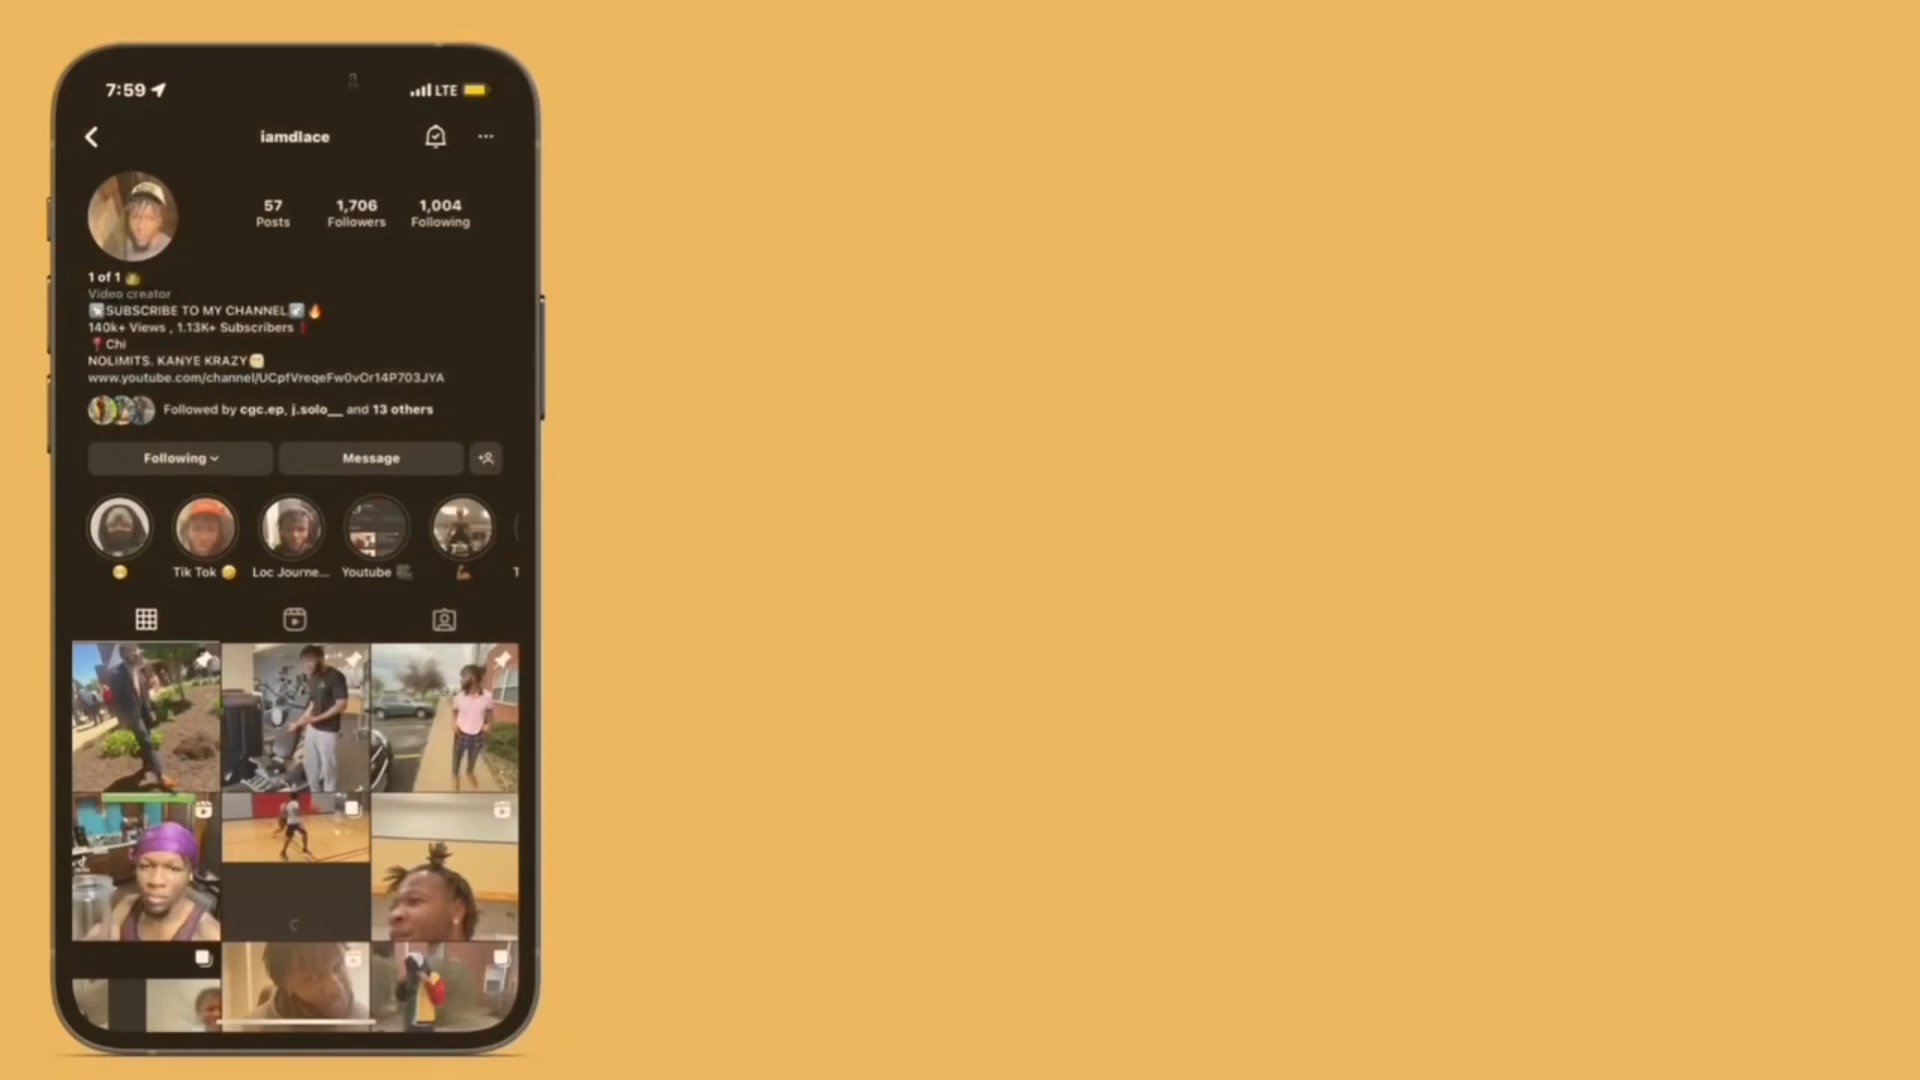 7:59 LTE
iamdlace
57 1,706 1,004
Posts Followers Following
1 of 1
Video creator
SUBSCRIBE TO MY CHANNEL
140k+ Views , 1.13K+ Subscribers
Chi
NOLIMITS. KANYE KRAZY
www.youtube.com/channel/UCpfVreqeFw0vOr14P703JYA
Followed by cgc.ep, j.solo__ and 13 others
Following Message
Tik Tok Loc Journe... Youtube T